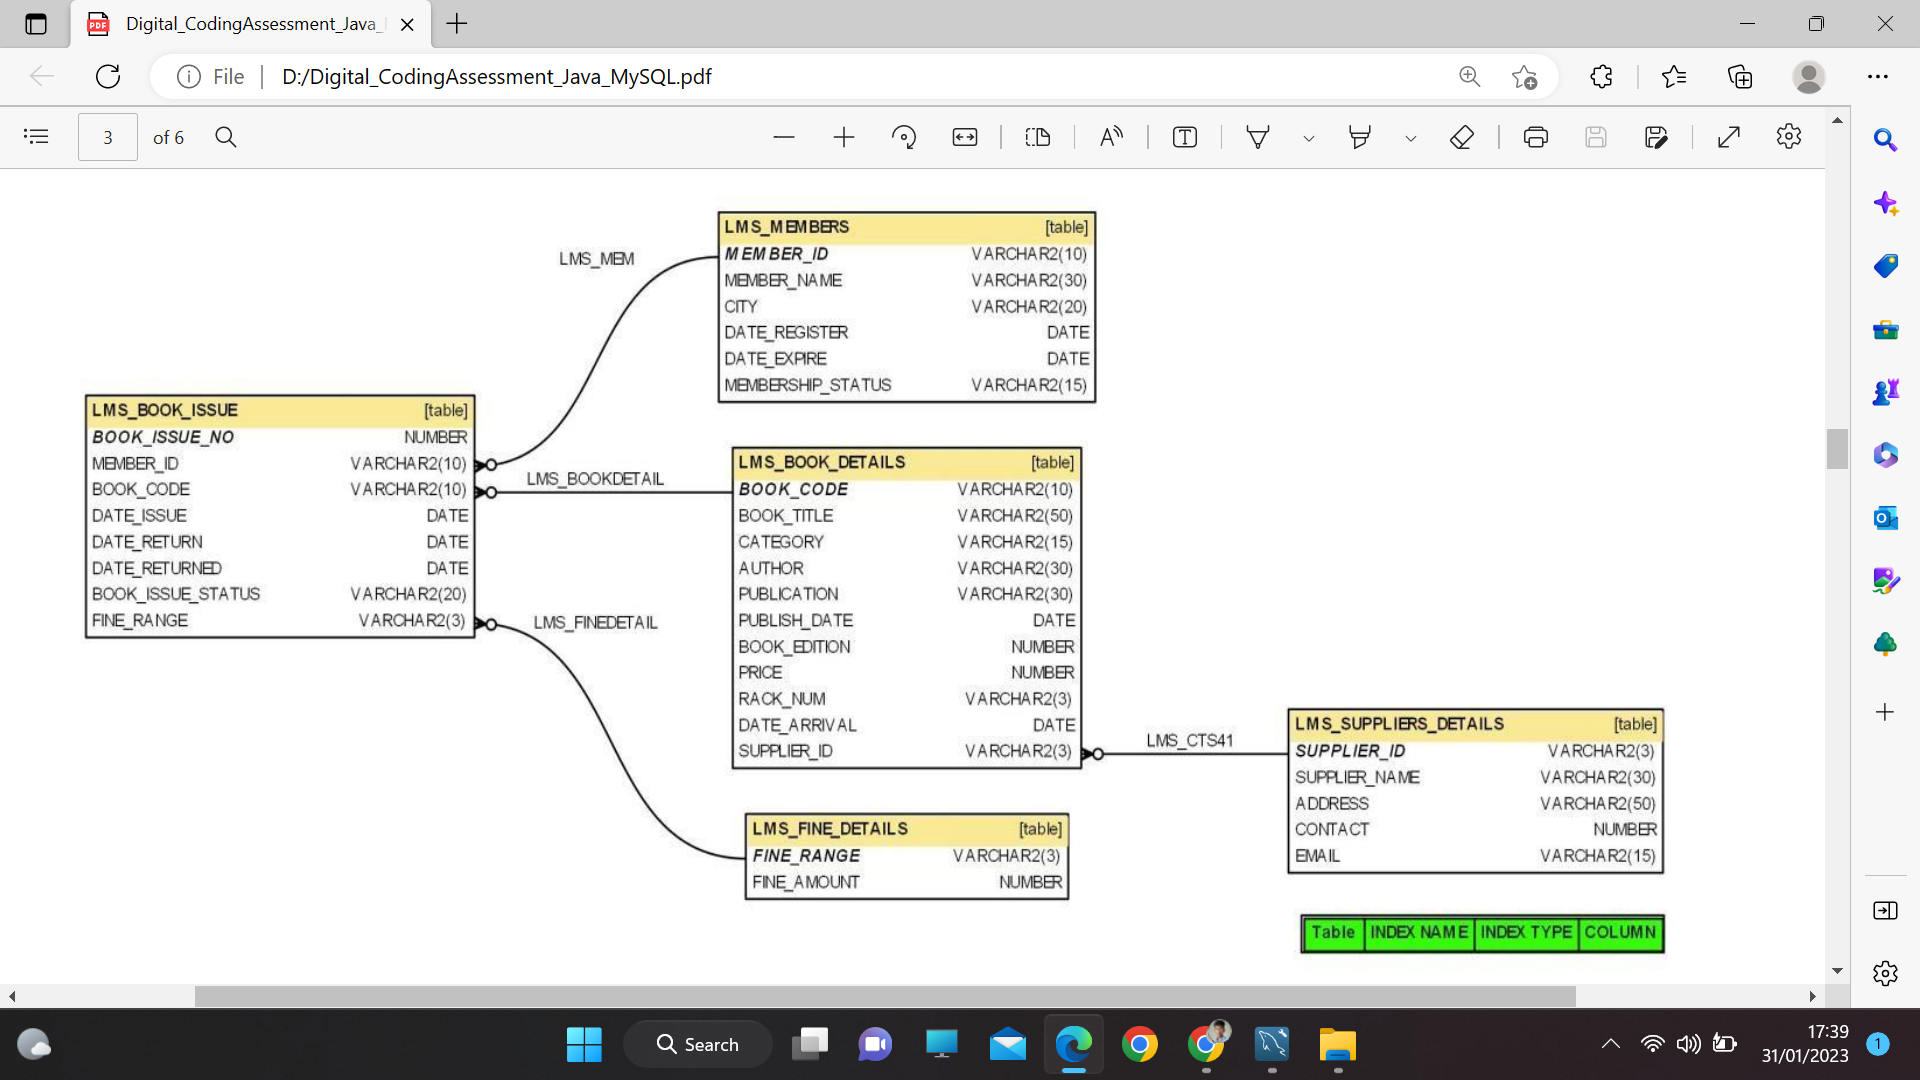 Digital_CodingAssessment_Java_
File
D:/Digital_CodingAssessment_Java_MySQL.pdf
3
of 6
LMS_MEMBERS [table]
MEMBER_ID VARCHAR2(10)
MEMBER_NAME VARCHAR2(30)
CITY VARCHAR2(20)
DATE_REGISTER DATE
DATE_EXPIRE DATE
MEMBERSHIP_STATUS VARCHAR2(15)
LMS_MEM
LMS_BOOK_ISSUE [table]
BOOK_ISSUE_NO NUMBER
MEMBER_ID VARCHAR2(10)
BOOK_CODE VARCHAR2(10)
DATE_ISSUE DATE
DATE_RETURN DATE
DATE_RETURNED DATE
BOOK_ISSUE_STATUS VARCHAR2(20)
FINE_RANGE VARCHAR2(3)
LMS_BOOKDETAIL
LMS_FINEDETAIL
LMS_BOOK_DETAILS [table]
BOOK_CODE VARCHAR2(10)
BOOK_TITLE VARCHAR2(50)
CATEGORY VARCHAR2(15)
AUTHOR VARCHAR2(30)
PUBLICATION VARCHAR2(30)
PUBLISH_DATE DATE
BOOK_EDITION NUMBER
PRICE NUMBER
RACK_NUM VARCHAR2(3)
DATE_ARRIVAL DATE
SUPPLIER_ID VARCHAR2(3)
LMS_CTS41
LMS_SUPPLIERS_DETAILS [table]
SUPPLIER_ID VARCHAR2(3)
SUPPLIER_NAME VARCHAR2(30)
ADDRESS VARCHAR2(50)
CONTACT NUMBER
EMAIL VARCHAR2(15)
LMS_FINE_DETAILS [table]
FINE_RANGE VARCHAR2(3)
FINE_AMOUNT NUMBER
Table INDEX NAME INDEX TYPE COLUMN
Search
17:39
31/01/2023
1